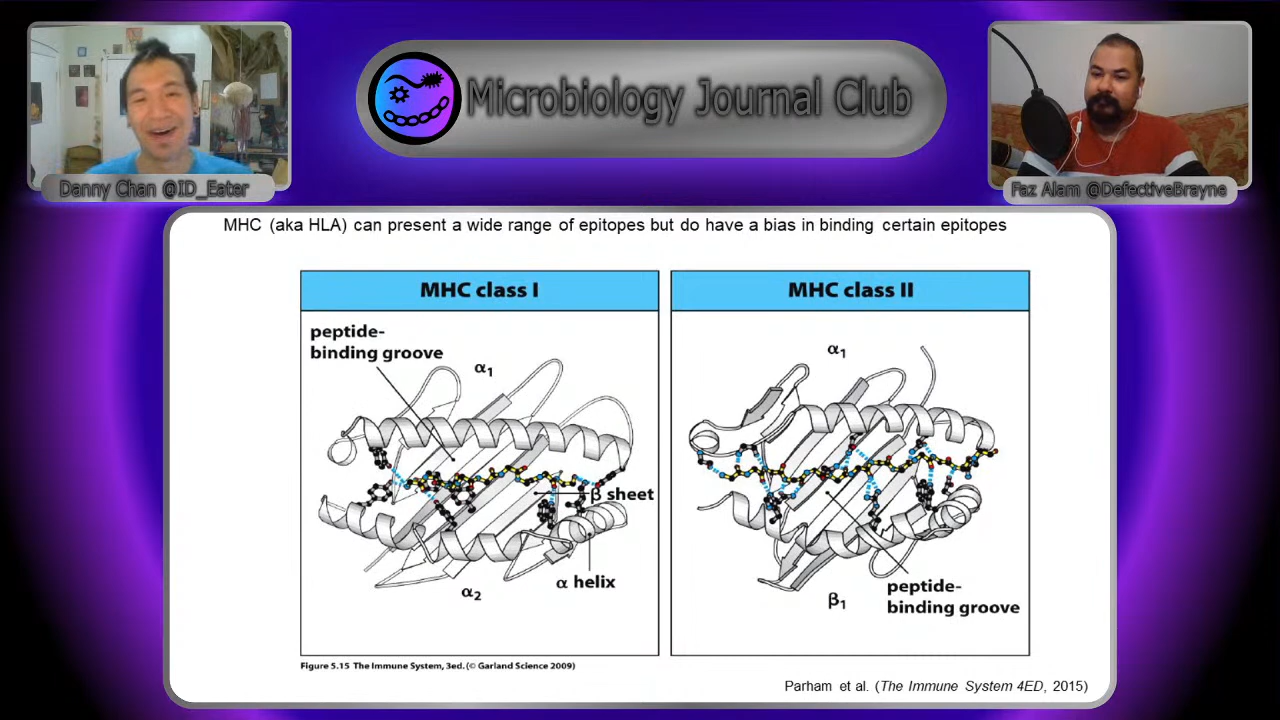 Microbiology Journal Club
Danny Chan @ID_Eater
Faz Alam @DefectiveBrayne
MHC (aka HLA) can present a wide range of epitopes but do have a bias in binding certain epitopes
MHC class I
peptide-
binding groove
α1
β sheet
α helix
α2
MHC class II
α1
β1
peptide-
binding groove
Figure 5.15 The Immune System, 3ed. (© Garland Science 2009)
Parham et al. (The Immune System 4ED, 2015)